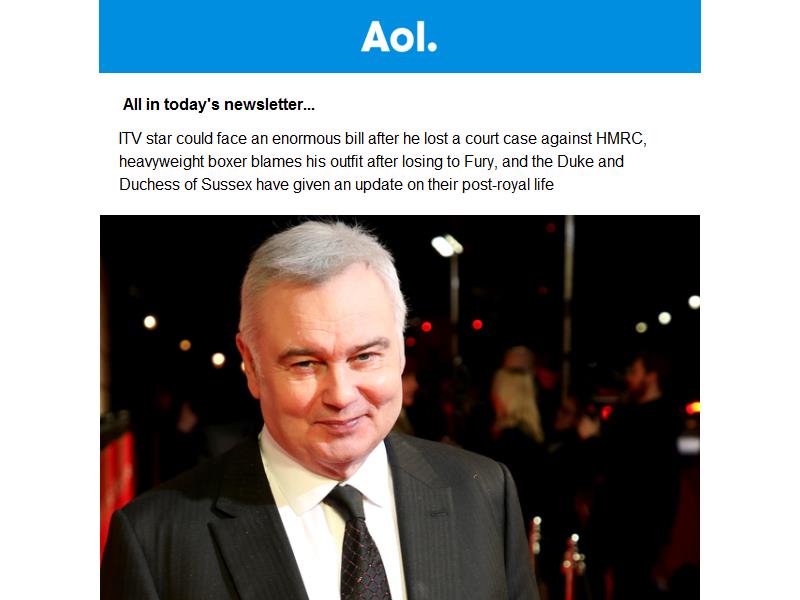 Aol.
All in today's newsletter...
ITV star could face an enormous bill after he lost a court case against HMRC,
heavyweight boxer blames his outfit after losing to Fury, and the Duke and
Duchess of Sussex have given an update on their post-royal life